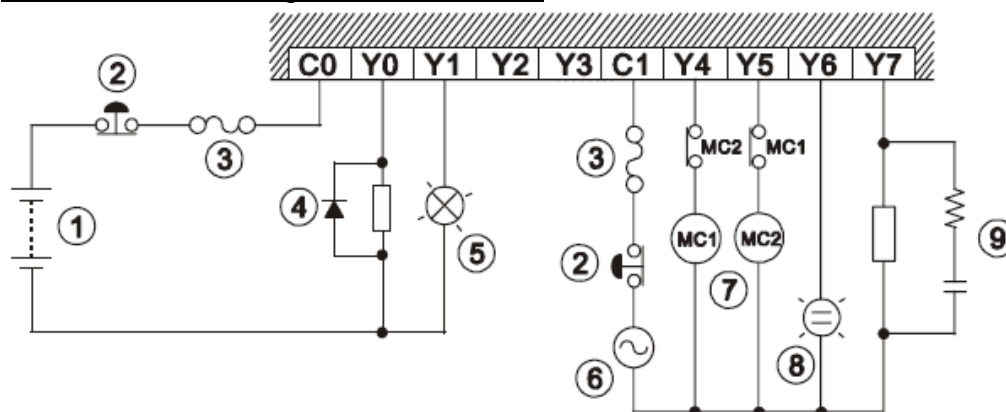 C0 Y0 Y1 Y2 Y3 C1 Y4 Y5 Y6 Y7
②
③
①
④
⑤
③
MC2
MC1
②
MC1
MC2
⑦
⑥
⑧
⑨